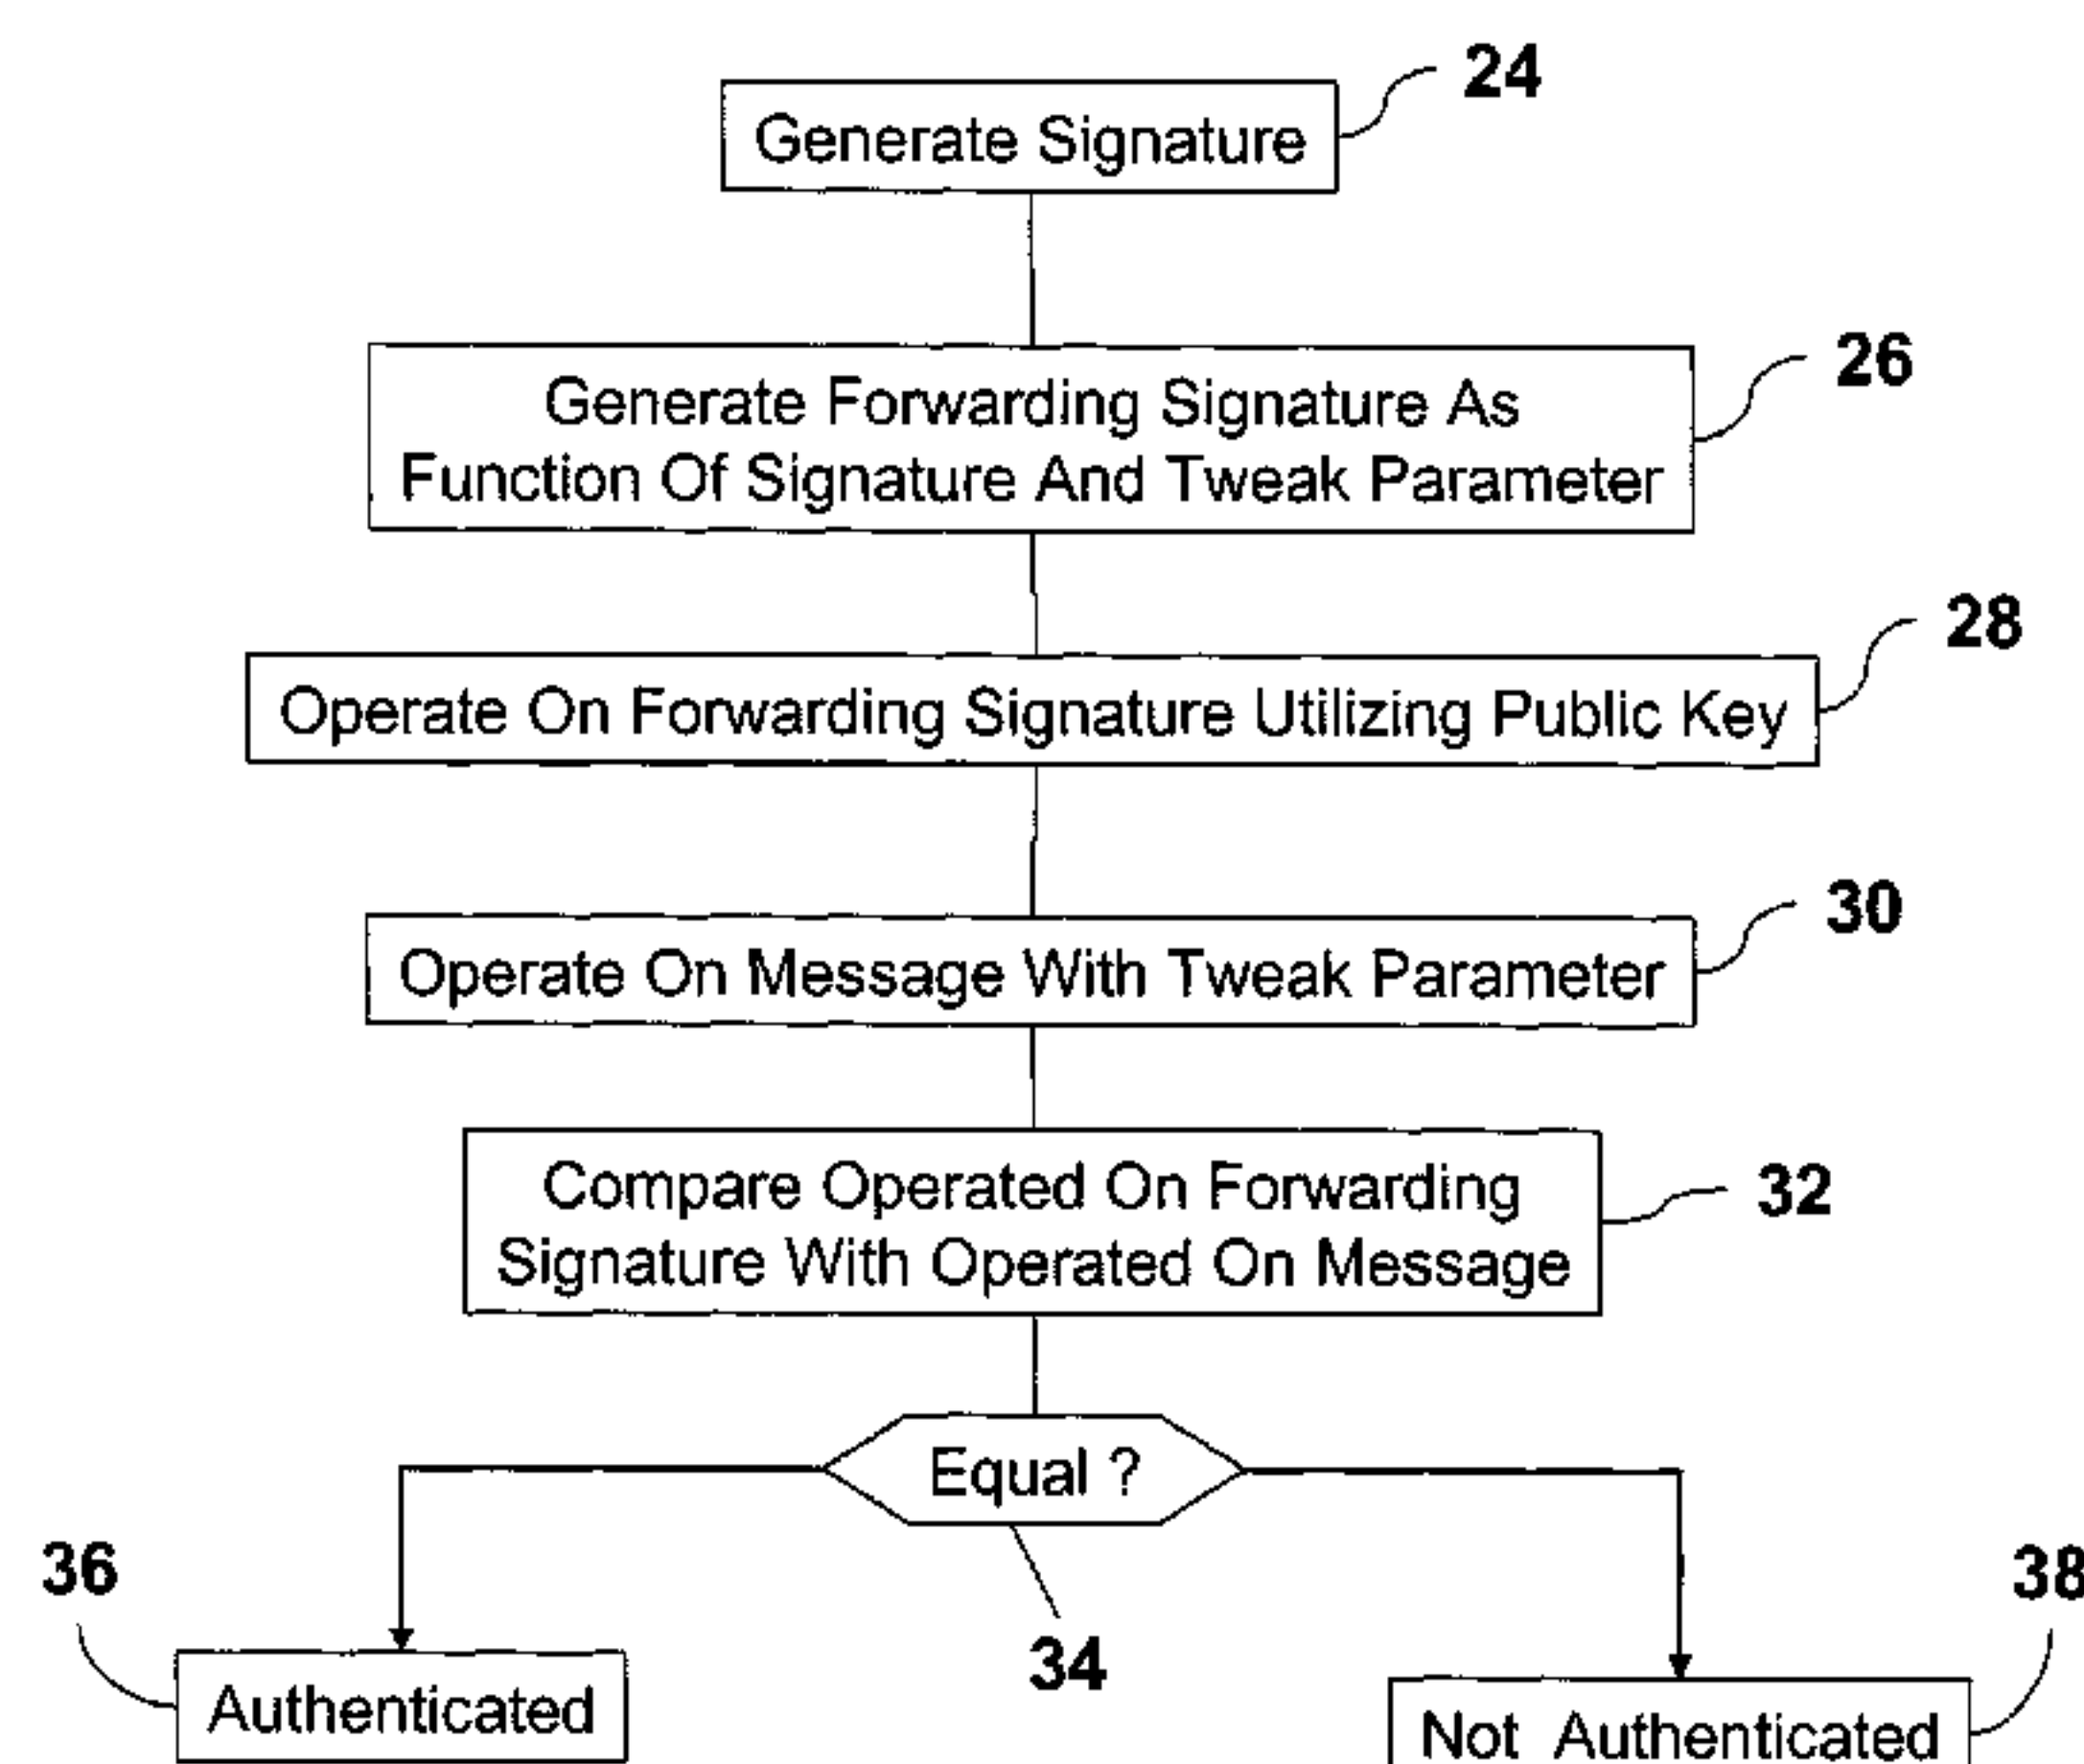 24
Generate Signature
26
Generate Forwarding Signature As
Function Of Signature And Tweak Parameter
28
Operate On Forwarding Signature Utilizing Public Key
30
Operate On Message With Tweak Parameter
32
Compare Operated On Forwarding
Signature With Operated On Message
Equal ?
34
36
Authenticated
38
Not Authenticated